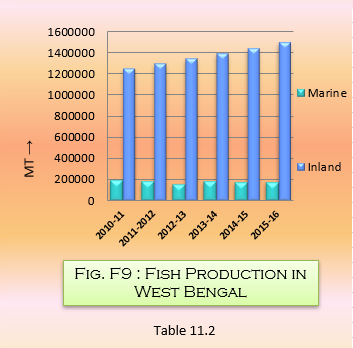 1600000
1400000
1200000
1000000
800000
600000
400000
200000
0
MT →
2010-11
2011-2012
2012-13
2013-14
2014-15
2015-16
Marine
Inland
Fig. F9 : Fish Production in
West Bengal
Table 11.2